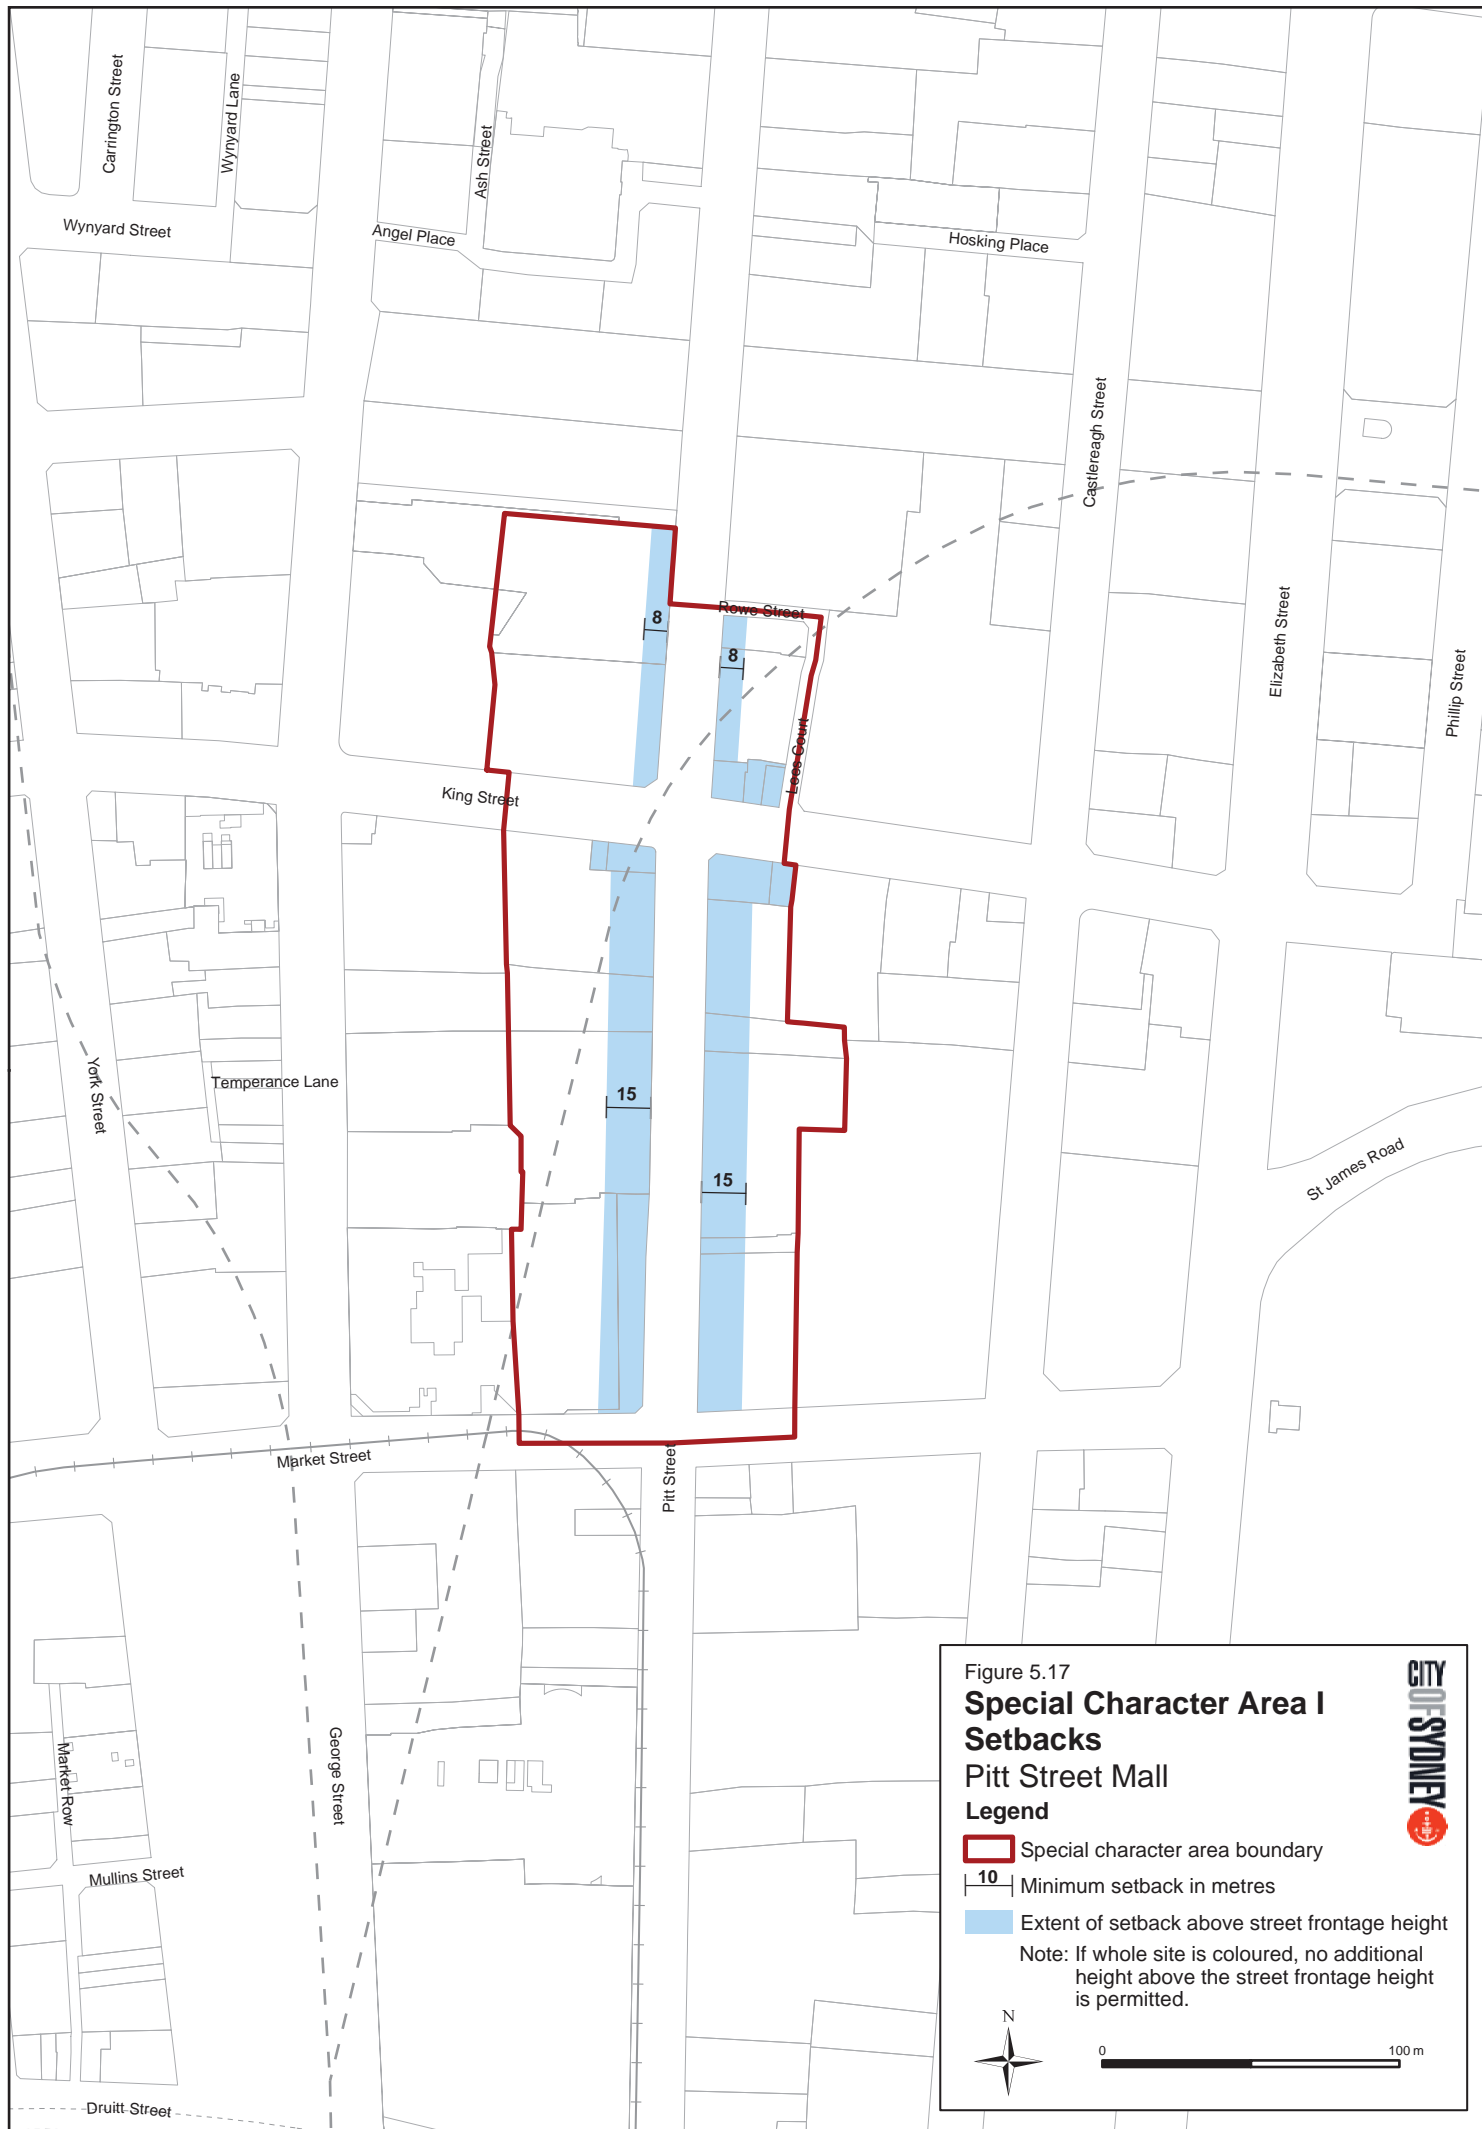 Carrington Street
Wynyard Lane
Ash Street
Wynyard Street
Angel Place
Hosking Place
Castlereagh Street
Rowe Street
8
8
Elizabeth Street
Phillip Street
Lees Court
King Street
York Street
Temperance Lane
15
15
St James Road
Market Street
Pitt Street
George Street
Market Row
Mullins Street
Druitt Street
Figure 5.17
Special Character Area I
Setbacks
Pitt Street Mall
Legend
Special character area boundary
10 Minimum setback in metres
Extent of setback above street frontage height
Note: If whole site is coloured, no additional
height above the street frontage height
is permitted.
CITY OF SYDNEY
N
0 100 m